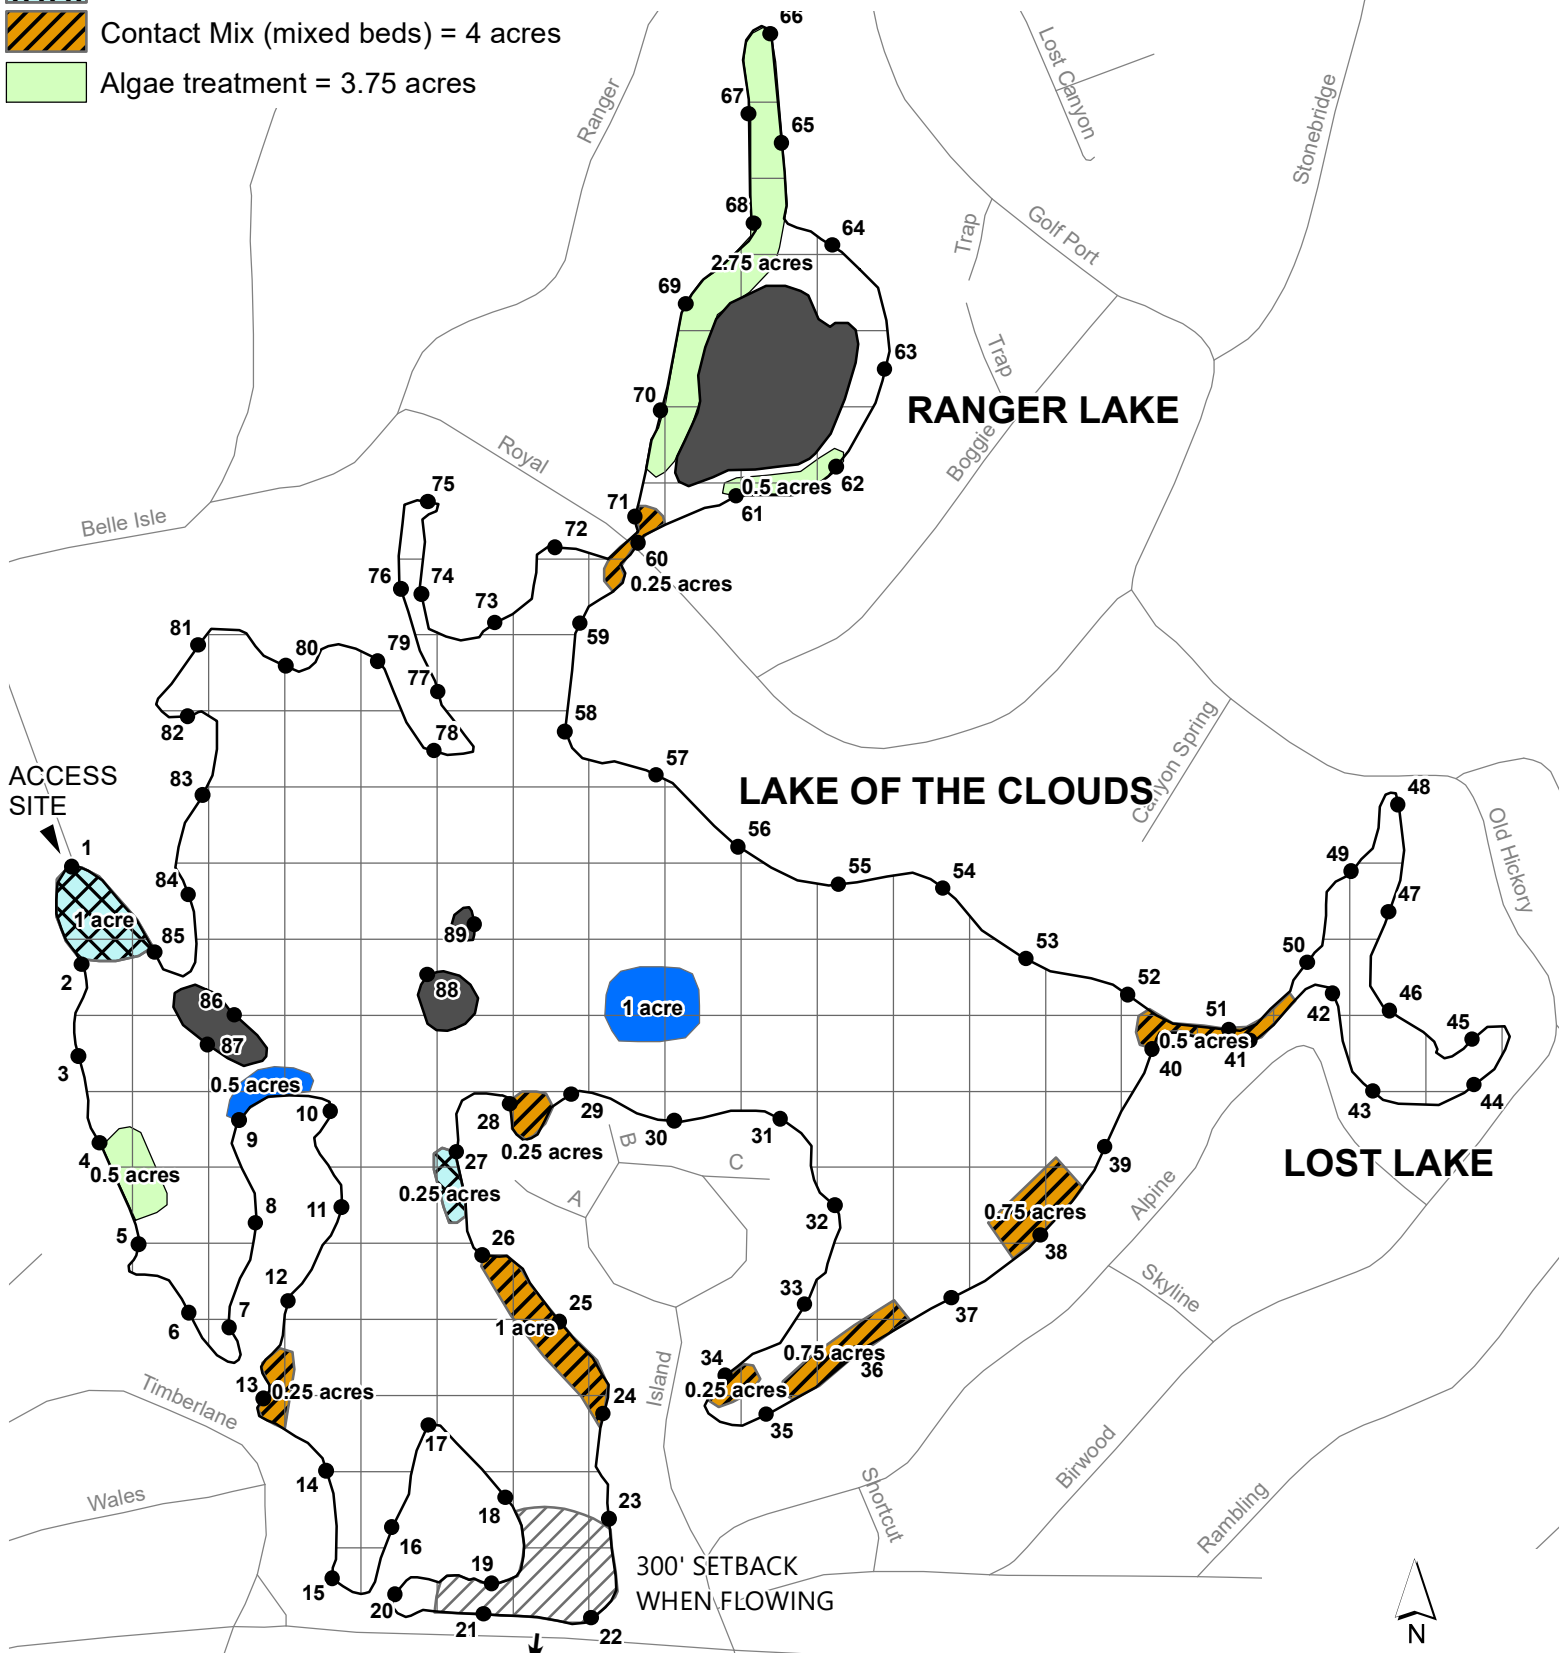 Contact Mix (mixed beds) = 4 acres
Algae treatment = 3.75 acres
66
67
65
68
64
2.75 acres
69
63
70
RANGER LAKE
62
0.5 acres
61
71
60
0.25 acres
75
72
76
74
73
59
81
80
79
77
58
82
78
57
83
LAKE OF THE CLOUDS
ACCESS
SITE
1
84
56
55
54
48
49
47
1 acre
85
89
53
50
2
88
52
86
1 acre
51
42
46
45
87
0.5 acres
41
40
3
0.5 acres
10
9
28
29
30
31
43
44
0.25 acres
39
LOST LAKE
4
0.5 acres
27
0.25 acres
8
11
32
0.75 acres
38
5
26
12
33
37
6
7
25
1 acre
34
0.75 acres
36
13
0.25 acres
0.25 acres
24
35
17
14
18
23
16
19
300' SETBACK
WHEN FLOWING
15
20
21
22
N
Ranger
Lost Canyon
Stonebridge
Trap
Golf Port
Trap
Boggie
Royal
Belle Isle
Canyon Spring
Old Hickory
Alpine
Skyline
B
C
A
Island
Timberlane
Wales
Shortcut
Birwood
Rambling